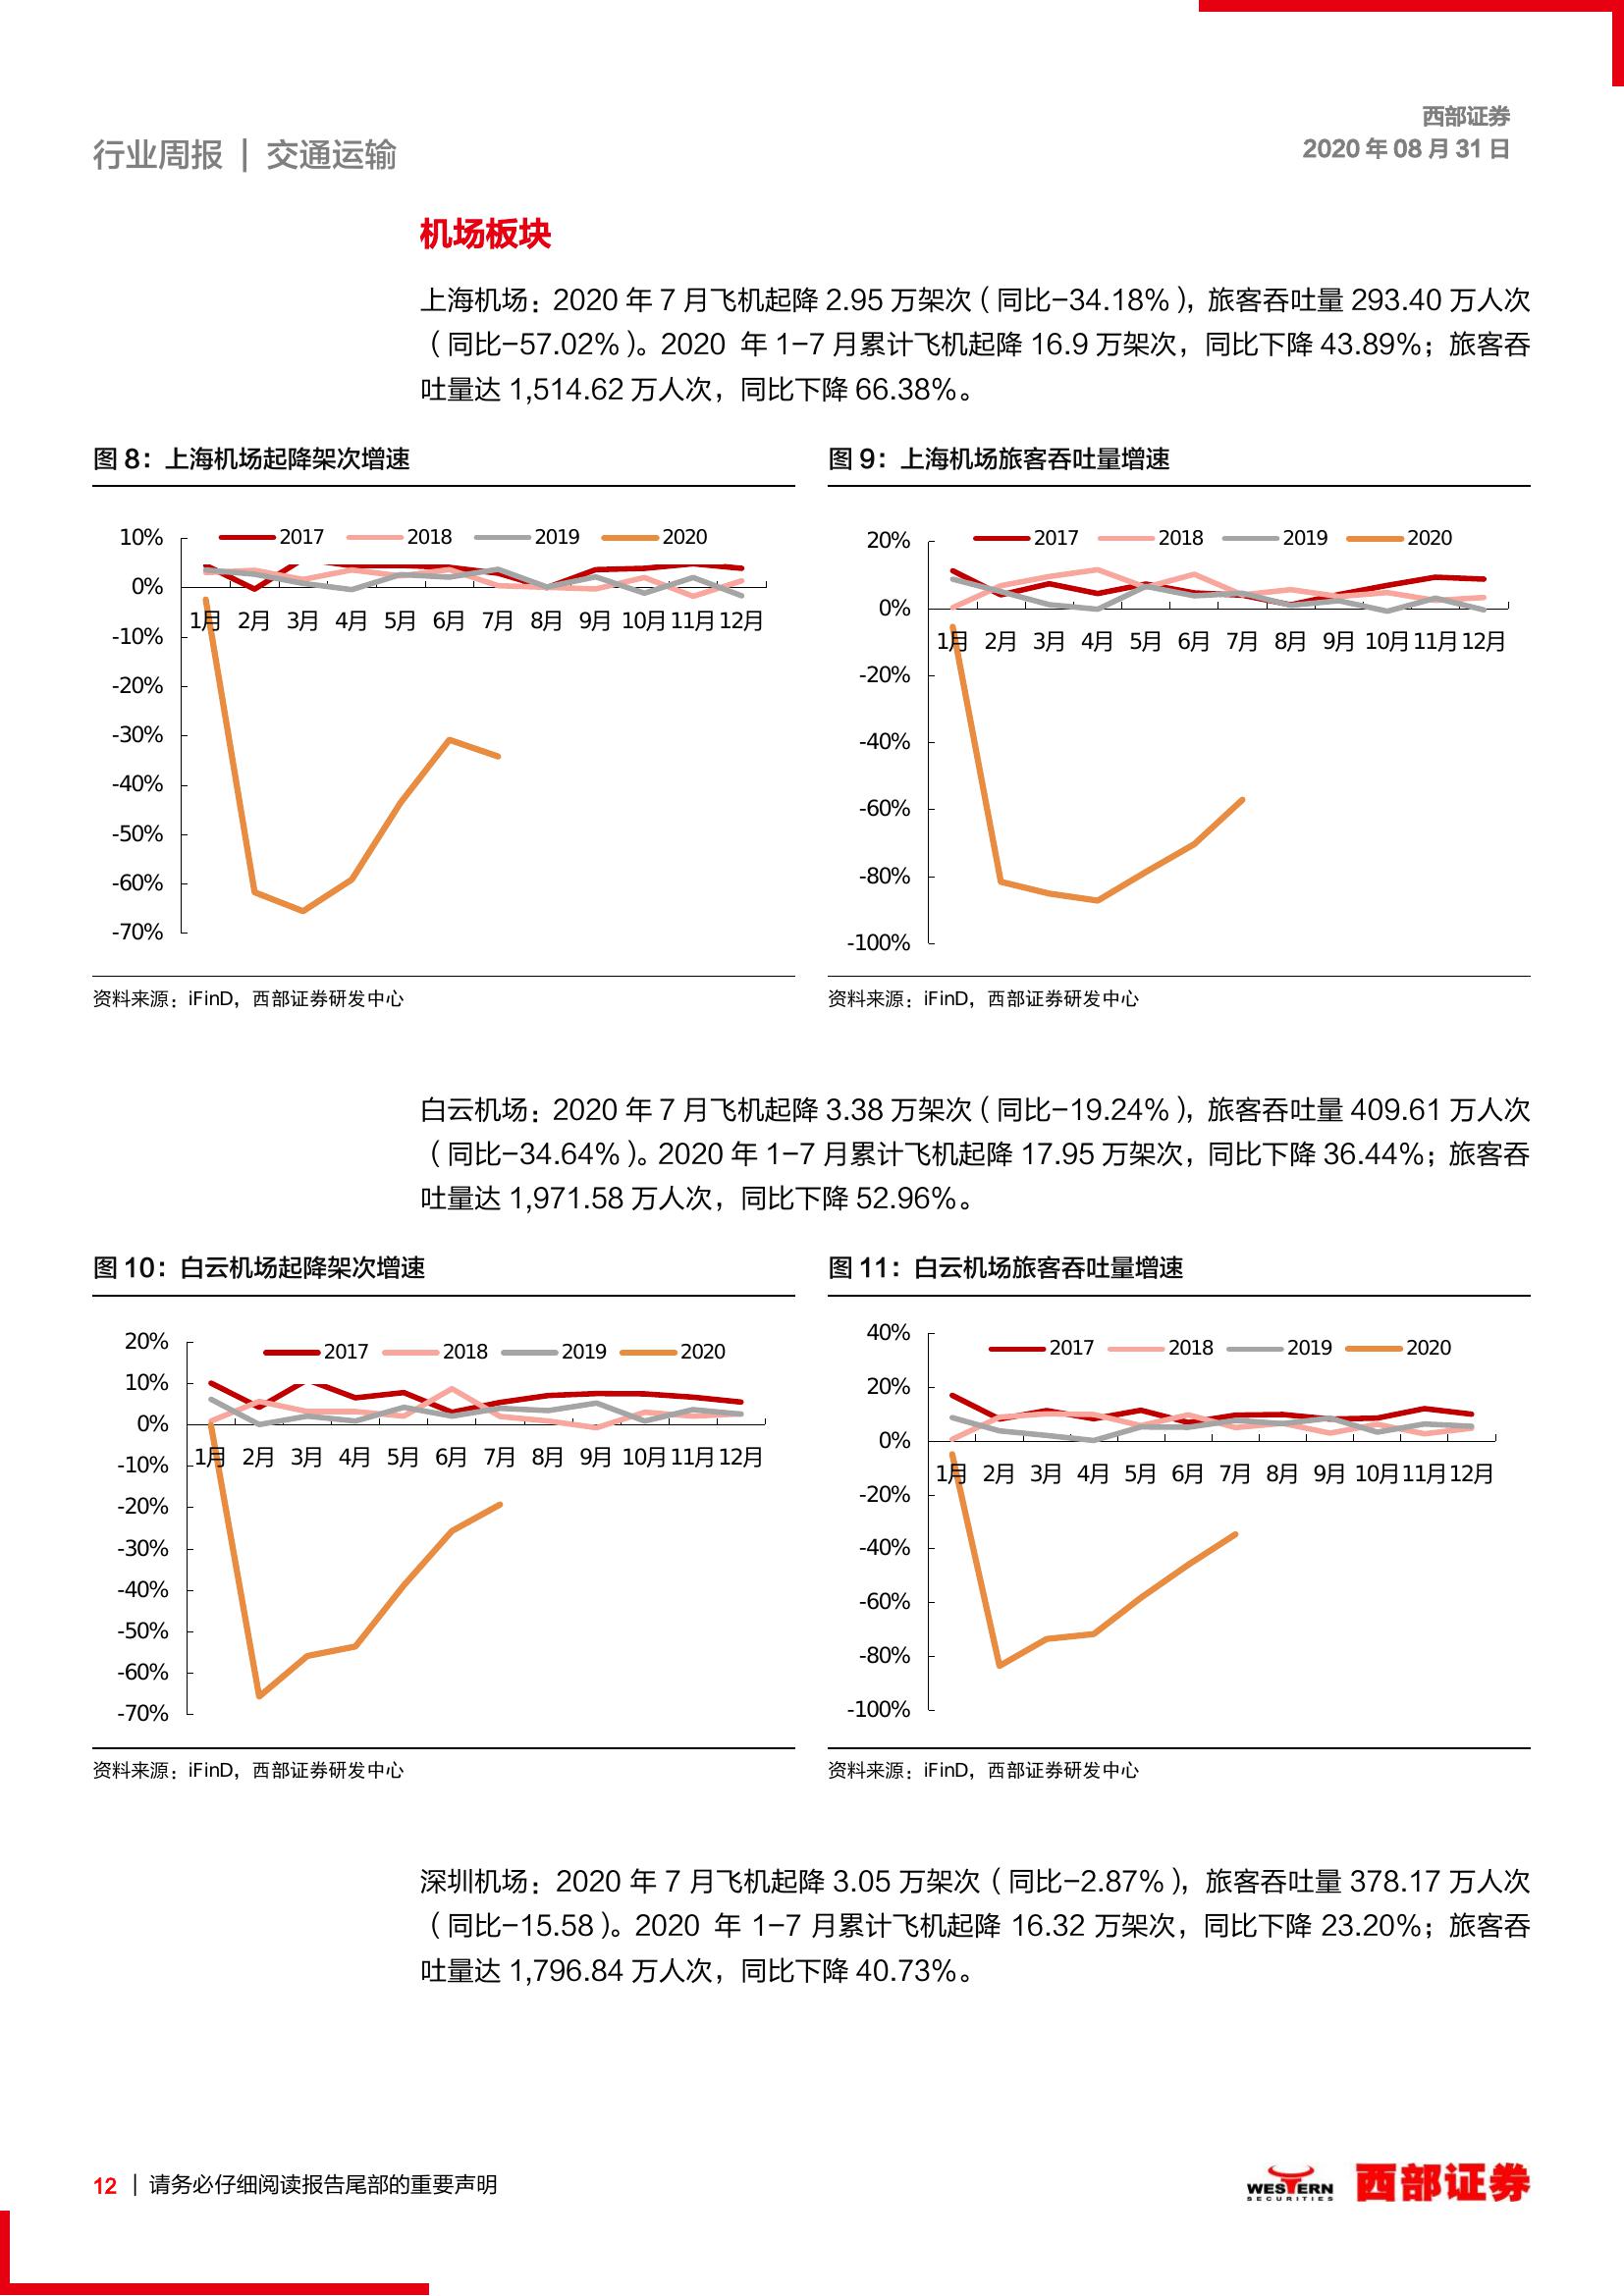 西部证券
行业周报 | 交通运输
2020 年 08 月 31 日
机场板块
上海机场：2020 年 7 月飞机起降 2.95 万架次（同比-34.18%），旅客吞吐量 293.40 万人次
（同比-57.02%）。2020 年 1-7 月累计飞机起降 16.9 万架次，同比下降 43.89%；旅客吞
吐量达 1,514.62 万人次，同比下降 66.38%。
图 8：上海机场起降架次增速
2017 2018 2019 2020
10%
0%
-10%
-20%
-30%
-40%
-50%
-60%
-70%
1月 2月 3月 4月 5月 6月 7月 8月 9月 10月 11月 12月
资料来源：iFinD，西部证券研发中心
图 9：上海机场旅客吞吐量增速
2017 2018 2019 2020
20%
0%
-20%
-40%
-60%
-80%
-100%
1月 2月 3月 4月 5月 6月 7月 8月 9月 10月 11月 12月
资料来源：iFinD，西部证券研发中心
白云机场：2020 年 7 月飞机起降 3.38 万架次（同比-19.24%），旅客吞吐量 409.61 万人次
（同比-34.64%）。2020 年 1-7 月累计飞机起降 17.95 万架次，同比下降 36.44%；旅客吞
吐量达 1,971.58 万人次，同比下降 52.96%。
图 10：白云机场起降架次增速
2017 2018 2019 2020
20%
10%
0%
-10%
-20%
-30%
-40%
-50%
-60%
-70%
1月 2月 3月 4月 5月 6月 7月 8月 9月 10月 11月 12月
资料来源：iFinD，西部证券研发中心
图 11：白云机场旅客吞吐量增速
2017 2018 2019 2020
40%
20%
0%
-20%
-40%
-60%
-80%
-100%
1月 2月 3月 4月 5月 6月 7月 8月 9月 10月 11月 12月
资料来源：iFinD，西部证券研发中心
深圳机场：2020 年 7 月飞机起降 3.05 万架次（同比-2.87%），旅客吞吐量 378.17 万人次
（同比-15.58）。2020 年 1-7 月累计飞机起降 16.32 万架次，同比下降 23.20%；旅客吞
吐量达 1,796.84 万人次，同比下降 40.73%。
12 | 请务必仔细阅读报告尾部的重要声明
WESTERN
SECURITIES
西部证券